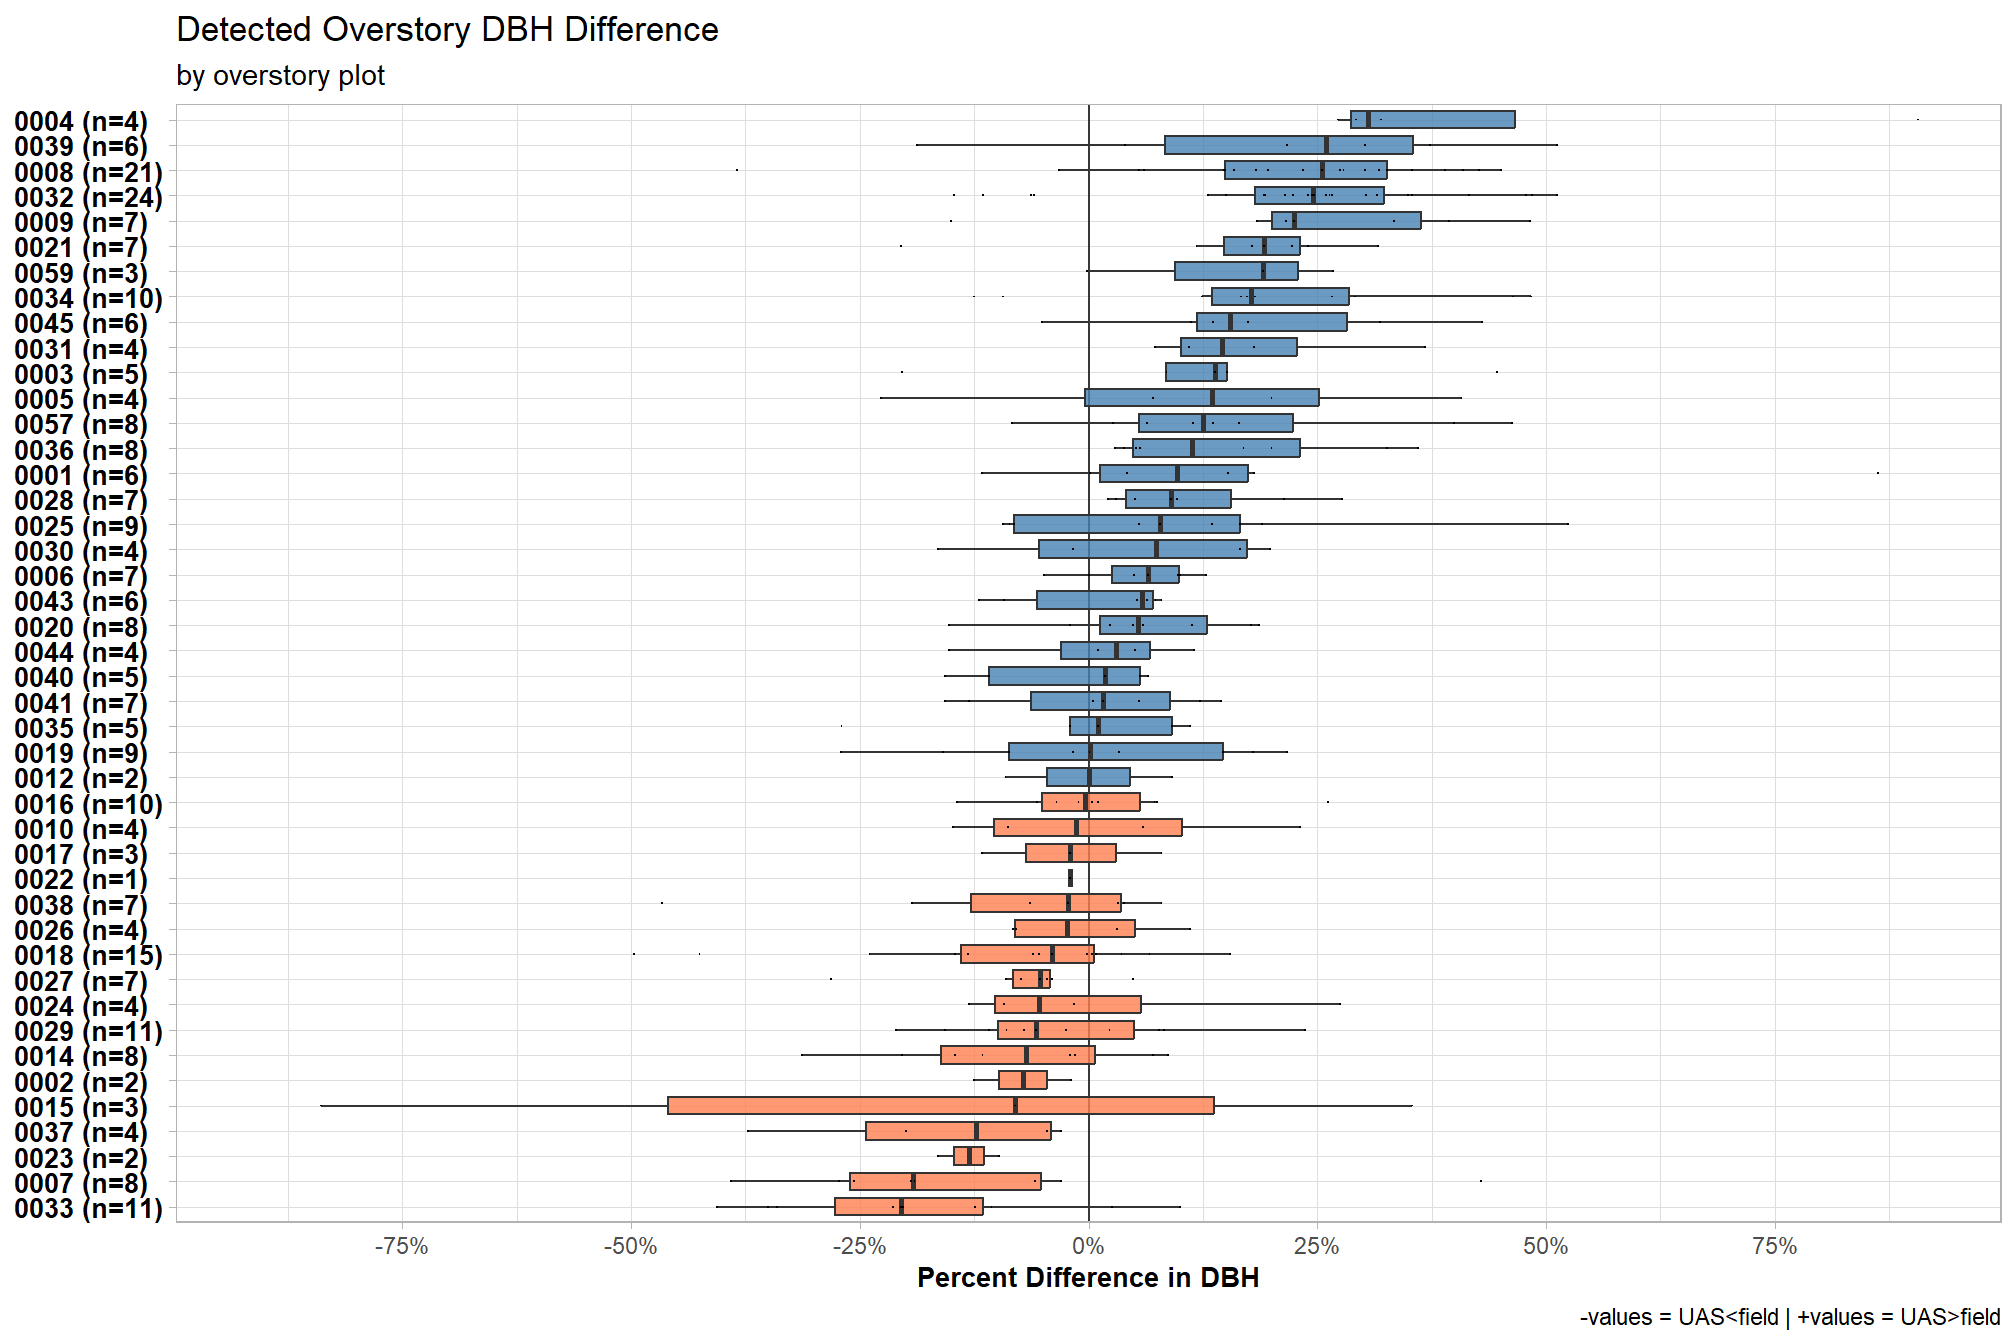 Detected Overstory DBH Difference
by overstory plot
0004 (n=4)
0039 (n=6)
0008 (n=21)
0032 (n=24)
0009 (n=7)
0021 (n=7)
0059 (n=3)
0034 (n=10)
0045 (n=6)
0031 (n=4)
0003 (n=5)
0005 (n=4)
0057 (n=8)
0036 (n=8)
0001 (n=6)
0028 (n=7)
0025 (n=9)
0030 (n=4)
0006 (n=7)
0043 (n=6)
0020 (n=8)
0044 (n=4)
0040 (n=5)
0041 (n=7)
0035 (n=5)
0019 (n=9)
0012 (n=2)
0016 (n=10)
0010 (n=4)
0017 (n=3)
0022 (n=1)
0038 (n=7)
0026 (n=4)
0018 (n=15)
0027 (n=7)
0024 (n=4)
0029 (n=11)
0014 (n=8)
0002 (n=2)
0015 (n=3)
0037 (n=4)
0023 (n=2)
0007 (n=8)
0033 (n=11)
-75% -50% -25% 0% 25% 50% 75%
Percent Difference in DBH
-values = UAS<field | +values = UAS>field